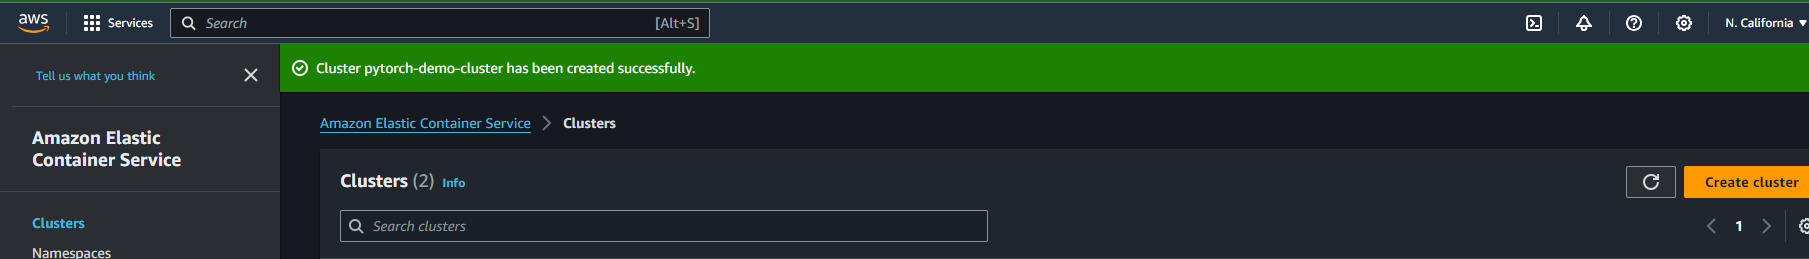 aws
Services
Search
[Alt+S]
N. California
Tell us what you think
Cluster pytorch-demo-cluster has been created successfully.
Amazon Elastic Container Service
Clusters
Amazon Elastic
Container Service
Clusters (2) Info
Create cluster
Clusters
Search clusters
1
Namespaces